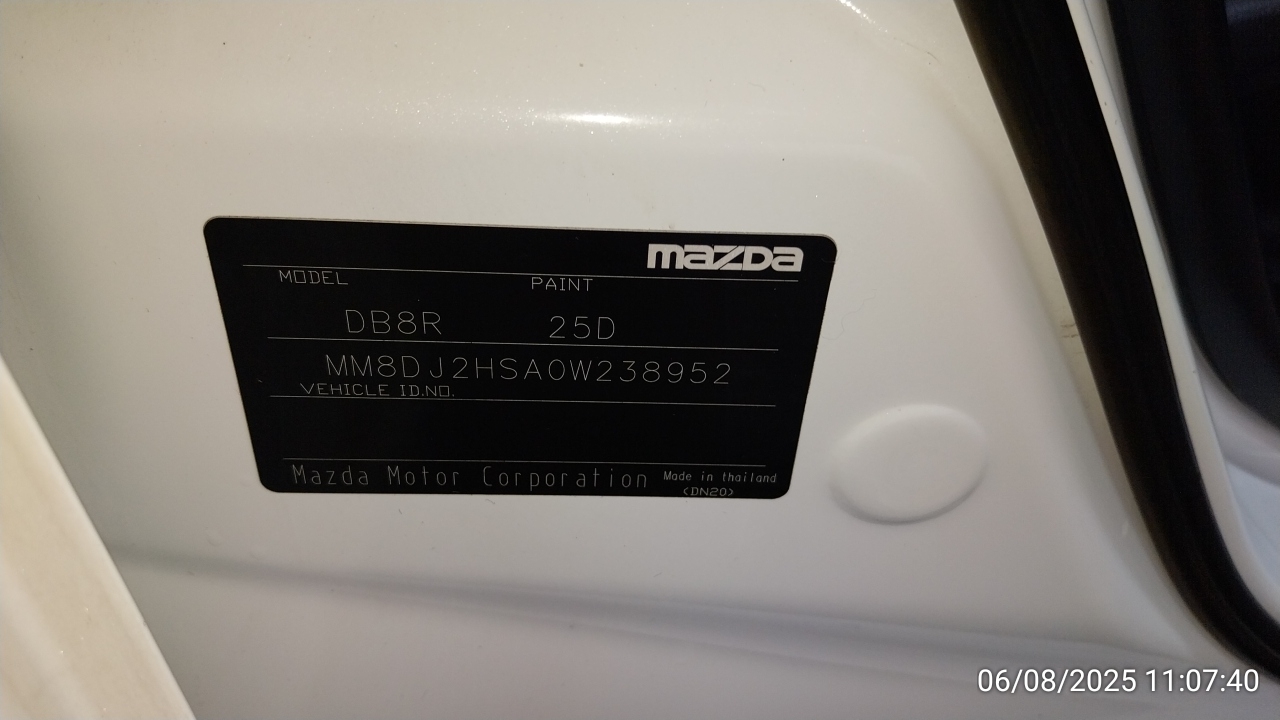 mazda
MODEL PAINT
DB8R 25D
MM8DJ2HSA0W238952
VEHICLE ID.NO.
Mazda Motor Corporation Made in thailand
(DN20)
06/08/2025 11:07:40